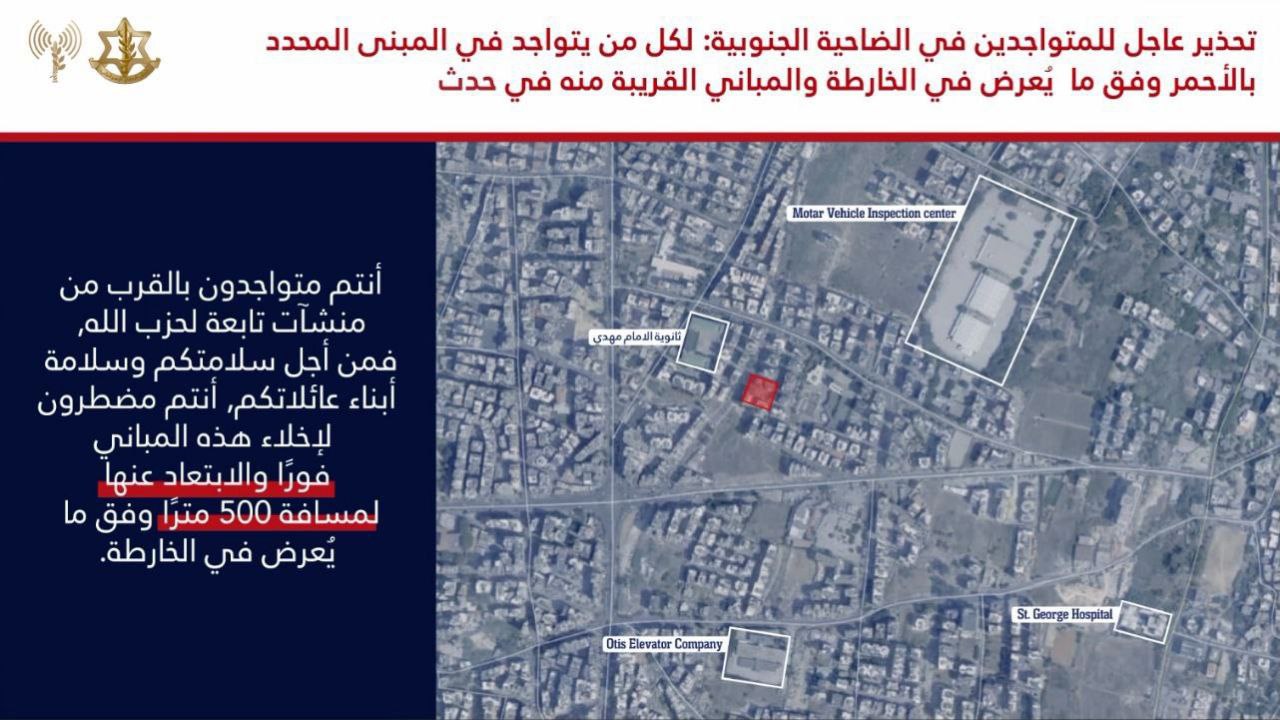 تحذير عاجل للمتواجدين في الضاحية الجنوبية: لكل من يتواجد في المبنى المحدد
بالأحمر وفق ما يُعرض في الخارطة والمباني القريبة منه في حدث
أنتم متواجدون بالقرب من
منشآت تابعة لحزب الله,
فمن أجل سلامتكم وسلامة
أبناء عائلاتكم, أنتم مضطرون
لإخلاء هذه المباني
فورًا والابتعاد عنها
لمسافة 500 مترًا وفق ما
يُعرض في الخارطة.
Motar Vehicle Inspection center
ثانوية الامام مهدي
St. George Hospital
Otis Elevator Company